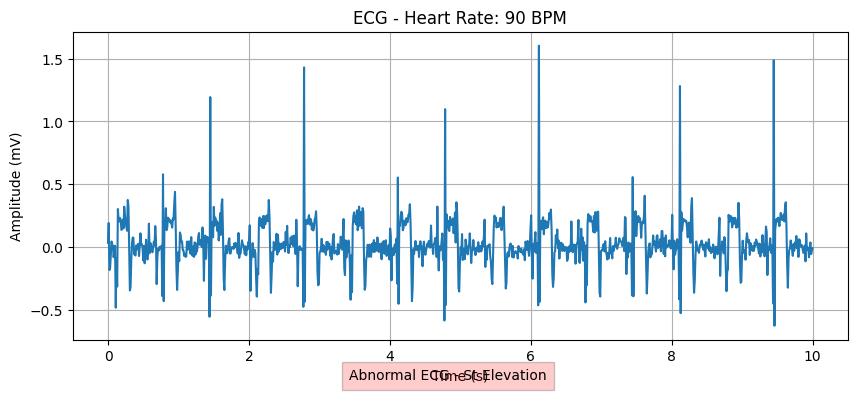 ECG - Heart Rate: 90 BPM
Amplitude (mV)
1.5
1.0
0.5
0.0
−0.5
0 2 4 6 8 10
Time (s)
Abnormal ECG - St Elevation